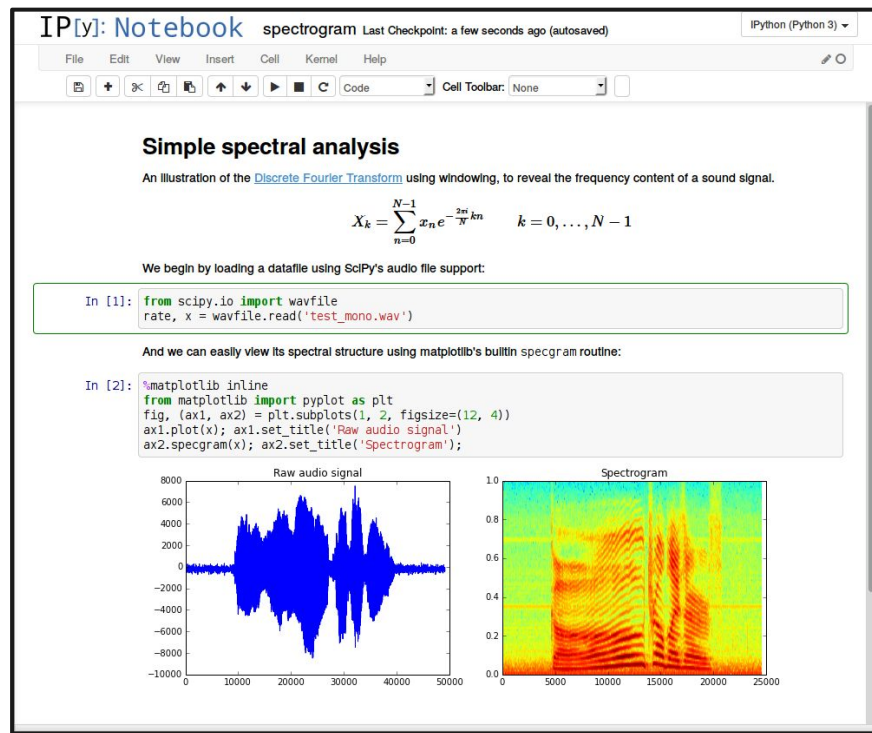 IP[y]: Notebook spectrogram Last Checkpoint: a few seconds ago (autosaved) IPython (Python 3)
File Edit View Insert Cell Kernel Help
Code Cell Toolbar: None
Simple spectral analysis
An illustration of the Discrete Fourier Transform using windowing, to reveal the frequency content of a sound signal.
X_k = \sum_{n=0}^{N-1} x_n e^{-\frac{2\pi i}{N} kn} k = 0, . . . , N − 1
We begin by loading a datafile using SciPy's audio file support:
In [1]: from scipy.io import wavfile
rate, x = wavfile.read('test_mono.wav')
And we can easily view its spectral structure using matplotlib's builtin specgram routine:
In [2]: %matplotlib inline
from matplotlib import pyplot as plt
fig, (ax1, ax2) = plt.subplots(1, 2, figsize=(12, 4))
ax1.plot(x); ax1.set_title('Raw audio signal')
ax2.specgram(x); ax2.set_title('Spectrogram');
Raw audio signal
8000
6000
4000
2000
0
−2000
−4000
−6000
−8000
−10000
0 10000 20000 30000 40000 50000
Spectrogram
1.0
0.8
0.6
0.4
0.2
0.0
0 5000 10000 15000 20000 25000